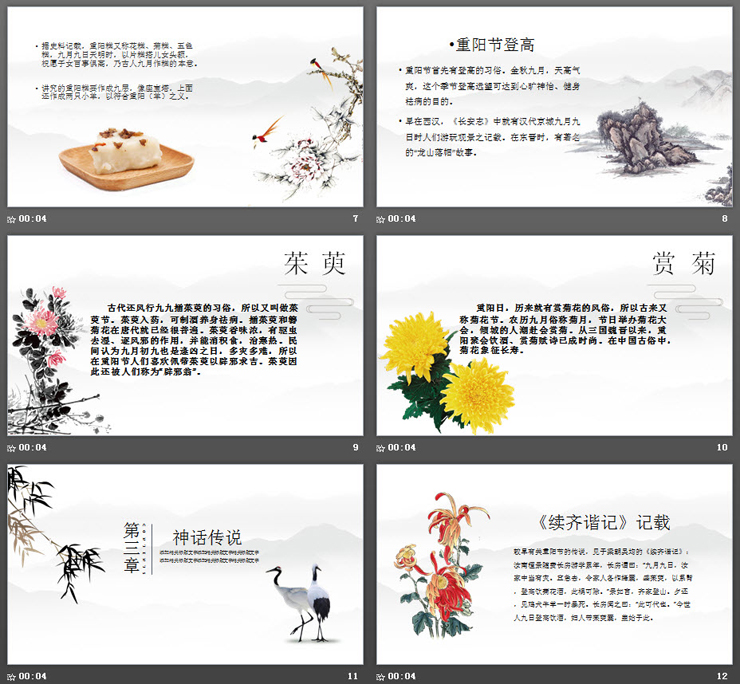 • 据史料记载，重阳糕又称花糕、菊糕、五色
糕，九月九日天明时，以片糕搭儿女头额，
祝愿子女百事俱高，乃古人九月作糕的本意。
• 讲究的重阳糕要作成九层，像座宝塔，上面
还作成两只小羊，以符合重阳（羊）之义。
00:04
7
•重阳节登高
• 重阳节首先有登高的习俗。金秋九月，天高气
爽，这个季节登高远望可达到心旷神怡、健身
祛病的目的。
• 早在西汉，《长安志》中就有汉代京城九月九
日时人们游玩观景之记载。在东晋时，有著名
的“龙山落帽”故事。
00:04
8
茱 萸
古代还风行九九插茱萸的习俗，所以又叫做茱
萸节。茱萸入药，可制酒养身祛病。插茱萸和簪
菊花在唐代就已经很普遍。茱萸香味浓，有驱虫
去湿、逐风邪的作用，并能消积食，治寒热。民
间认为九月初九也是逢凶之日，多灾多难，所以
在重阳节人们喜欢佩带茱萸以辟邪求吉。茱萸因
此还被人们称为“辟邪翁”。
00:04
9
赏 菊
重阳日，历来就有赏菊花的风俗，所以古来又
称菊花节。农历九月俗称菊月，节日举办菊花大
会，倾城的人潮赴会赏菊。从三国魏晋以来，重
阳聚会饮酒、赏菊赋诗已成时尚。在中国古俗中，
菊花象征长寿。
00:04
10
第三章
神话传说
00:04
11
《续齐谐记》记载
较早有关重阳节的传说，见于梁朝吴均的《续齐谐记》：
汝南桓景随费长房游学累年，长房谓曰：“九月九日，汝
家中当有灾。宜急去，令家人各作绛囊，盛茱萸，以系臂
，登高饮菊花酒，此祸可除。”景如言，齐家登山。夕还
，见鸡犬牛羊一时暴死。长房闻之曰：“此可代也。”今世
人九日登高饮酒，妇人带茱萸囊，盖始于此。
00:04
12